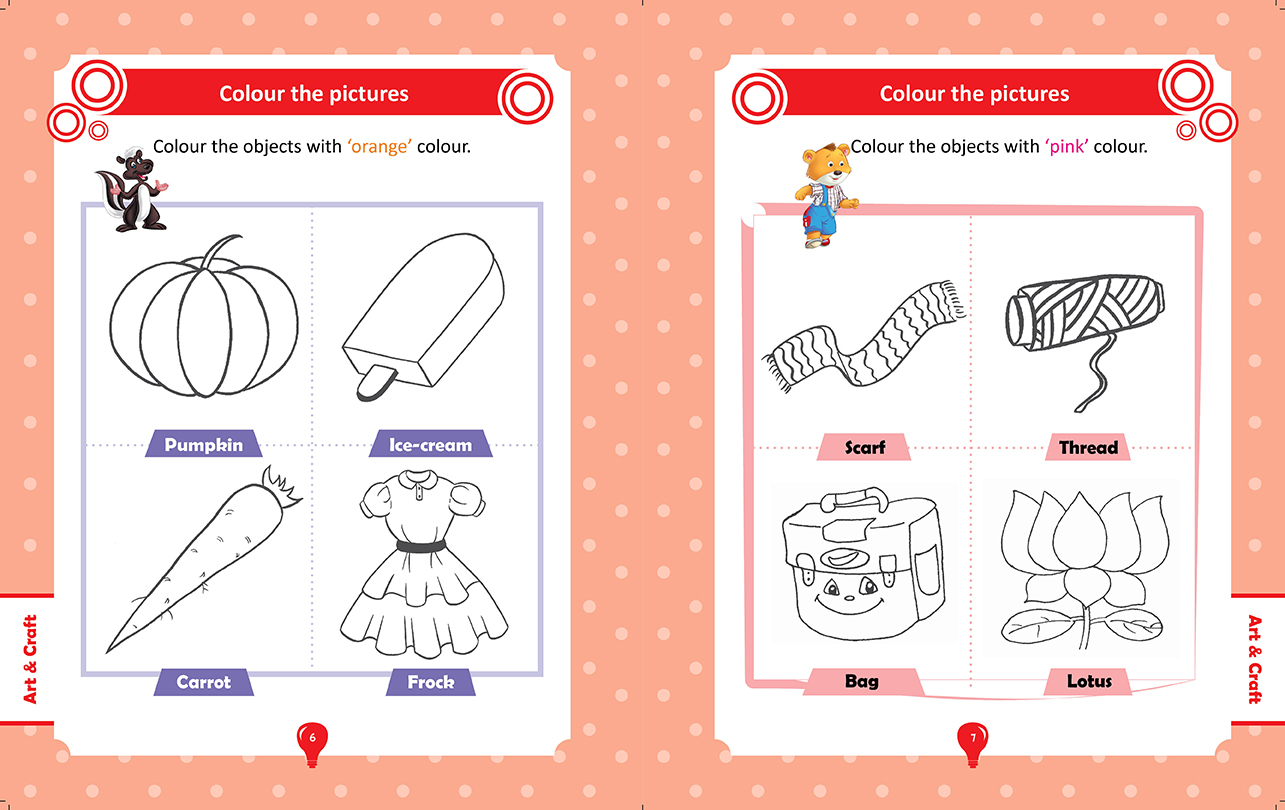 Colour the pictures
Colour the objects with ‘orange’ colour.
Pumpkin
Ice-cream
Carrot
Frock
Art & Craft
6
Colour the pictures
Colour the objects with ‘pink’ colour.
Scarf
Thread
Bag
Lotus
Art & Craft
7